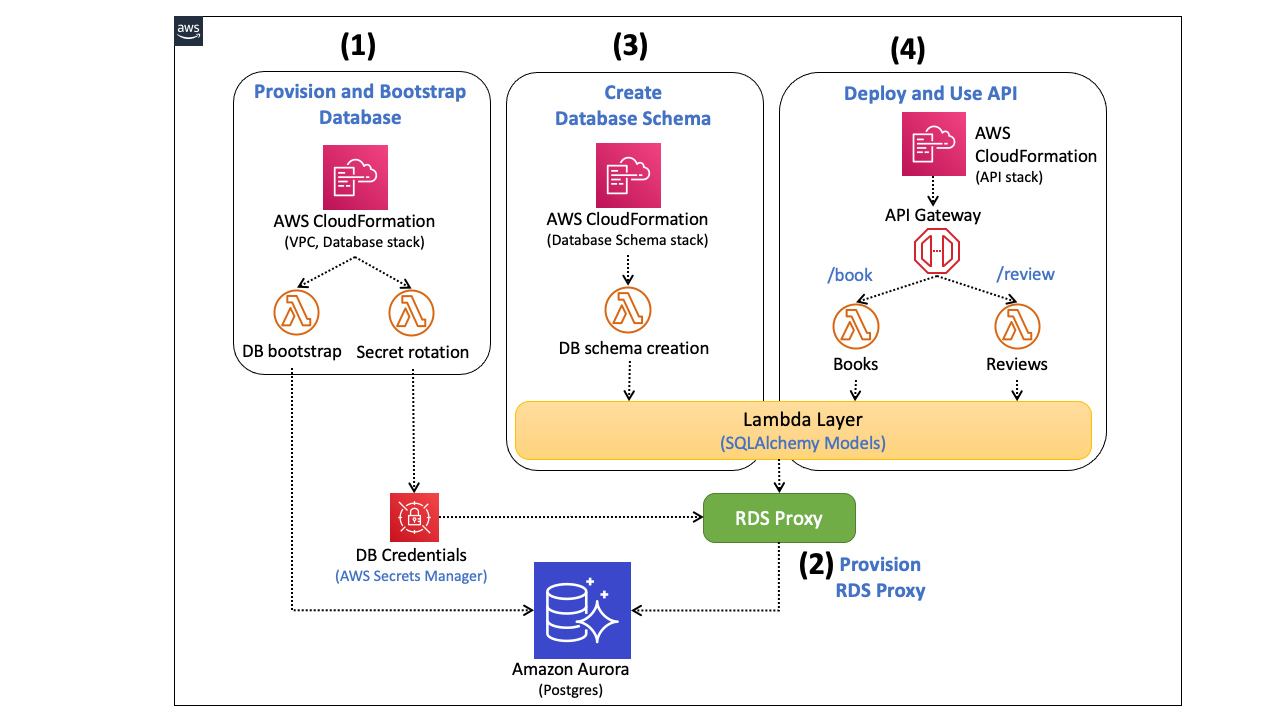 aws
(1)
Provision and Bootstrap
Database
AWS CloudFormation
(VPC, Database stack)
DB bootstrap
Secret rotation
(3)
Create
Database Schema
AWS CloudFormation
(Database Schema stack)
DB schema creation
(4)
Deploy and Use API
AWS
CloudFormation
(API stack)
API Gateway
/book
/review
Books
Reviews
Lambda Layer
(SQLAlchemy Models)
DB Credentials
(AWS Secrets Manager)
RDS Proxy
(2) Provision
RDS Proxy
Amazon Aurora
(Postgres)